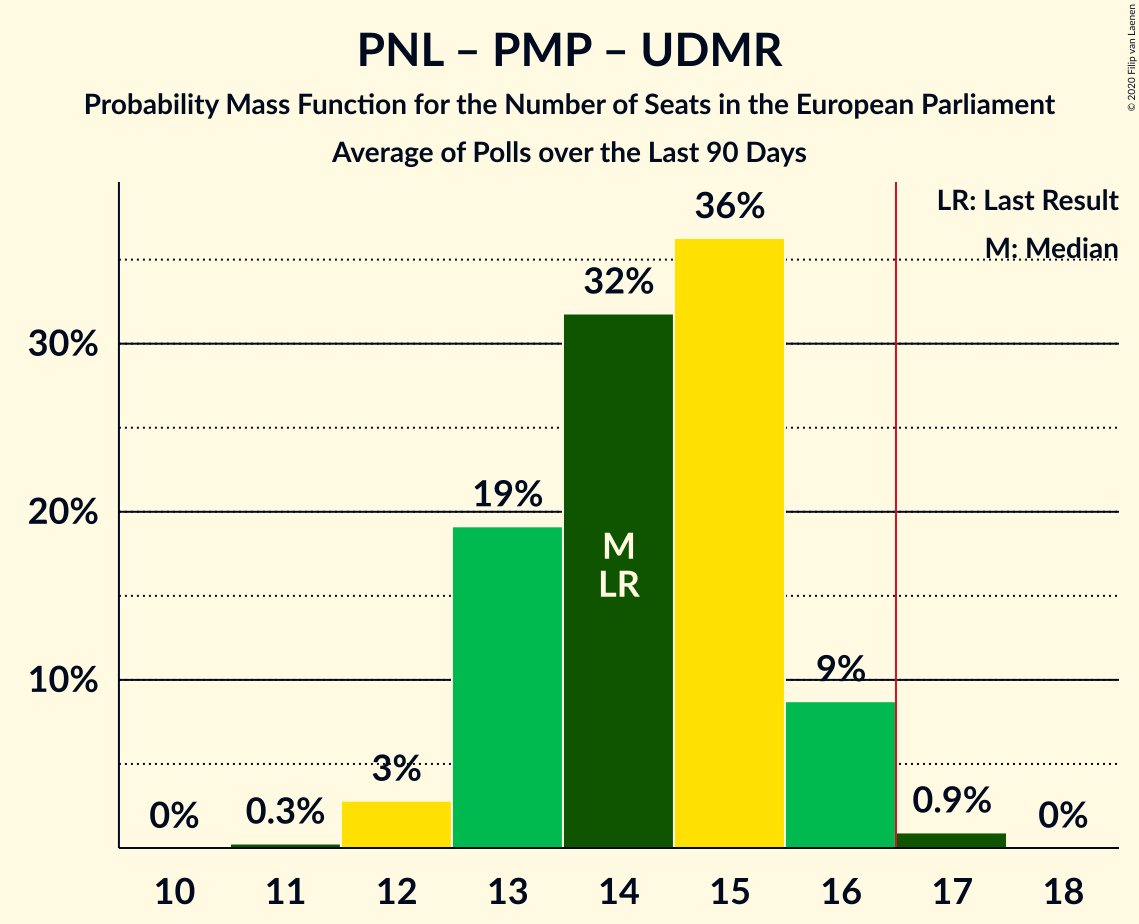 PNL – PMP – UDMR
Probability Mass Function for the Number of Seats in the European Parliament
Average of Polls over the Last 90 Days
© 2020 Filip van Laenen
LR: Last Result
M: Median
36%
32%
30%
19%
20%
M
LR
10%
9%
3%
0%
0.3%
0.9%
0%
10 11 12 13 14 15 16 17 18